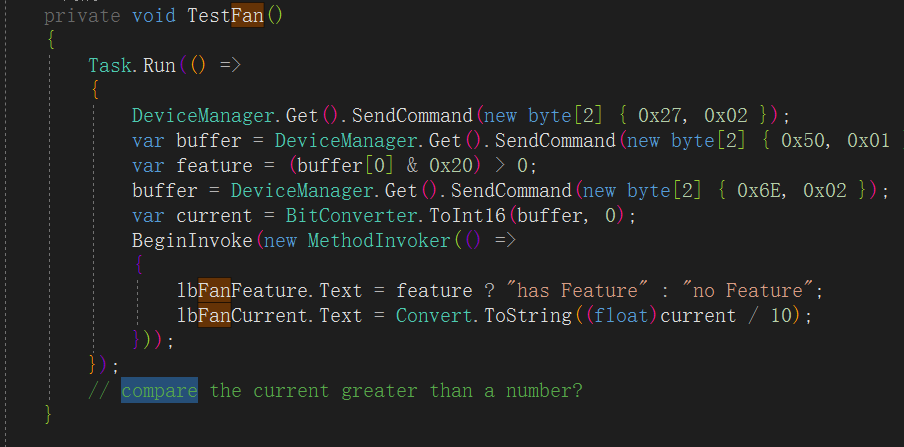 private void TestFan()
{
Task.Run(() =>
{
DeviceManager.Get().SendCommand(new byte[2] { 0x27, 0x02 });
var buffer = DeviceManager.Get().SendCommand(new byte[2] { 0x50, 0x01
var feature = (buffer[0] & 0x20) > 0;
buffer = DeviceManager.Get().SendCommand(new byte[2] { 0x6E, 0x02 });
var current = BitConverter.ToInt16(buffer, 0);
BeginInvoke(new MethodInvoker(() =>
{
lbFanFeature.Text = feature ? "has Feature" : "no Feature";
lbFanCurrent.Text = Convert.ToString((float)current / 10);
}));
});
// compare the current greater than a number?
}